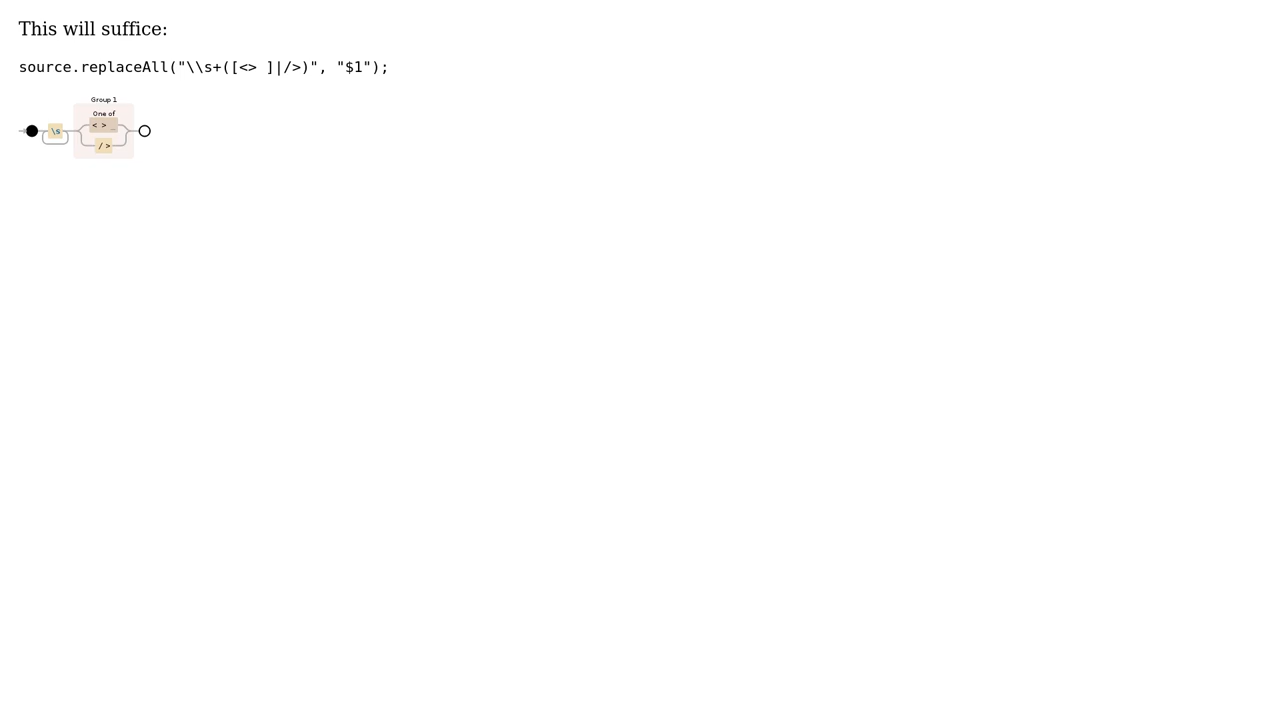 This will suffice:
source.replaceAll("\\s+([<> ]|/>)", "$1");
Group 1
One of
\s
< > _
/ >